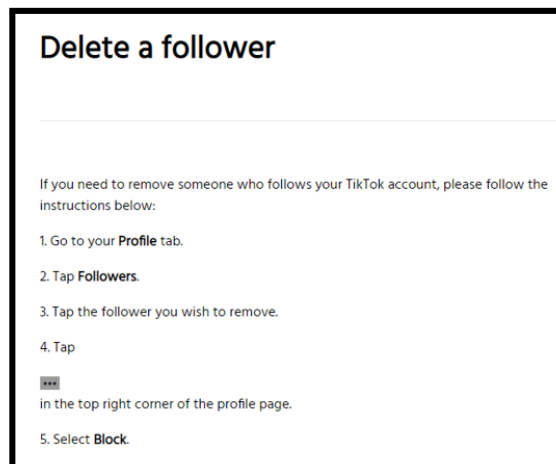 Delete a follower
If you need to remove someone who follows your TikTok account, please follow the
instructions below:
1. Go to your Profile tab.
2. Tap Followers.
3. Tap the follower you wish to remove.
4. Tap
•••
in the top right corner of the profile page.
5. Select Block.